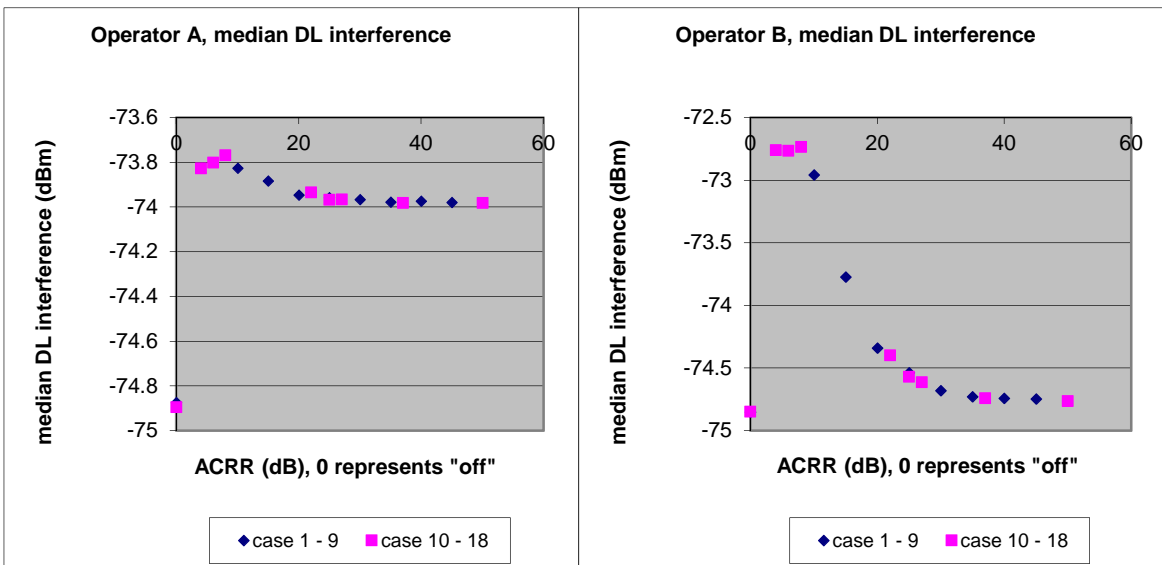 Operator A, median DL interference
median DL interference (dBm)
-73.6
-73.8
-74
-74.2
-74.4
-74.6
-74.8
-75
0 20 40 60
ACRR (dB), 0 represents "off"
case 1 - 9 case 10 - 18
Operator B, median DL interference
median DL interference (dBm)
-72.5
-73
-73.5
-74
-74.5
-75
0 20 40 60
ACRR (dB), 0 represents "off"
case 1 - 9 case 10 - 18